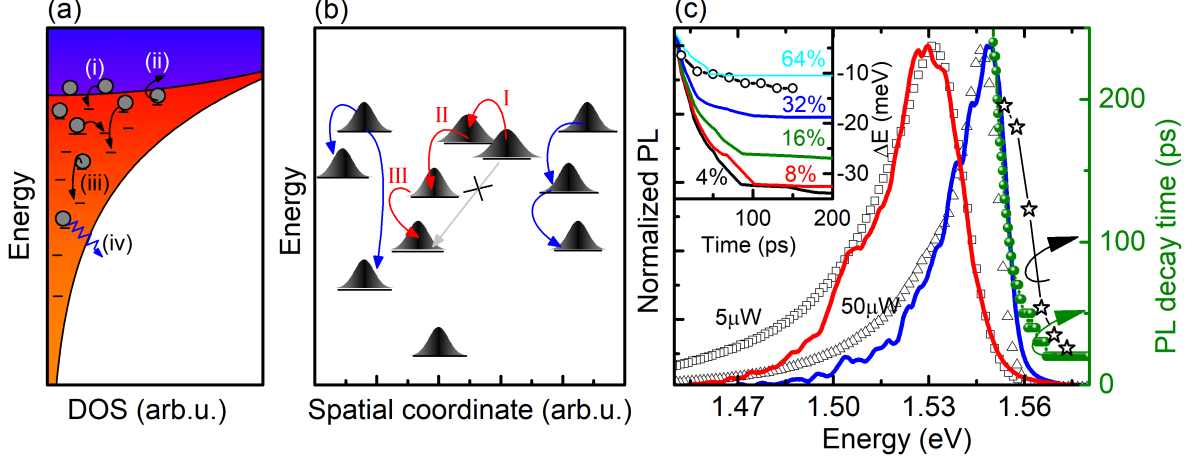 (a)
(i)
(ii)
(iii)
(iv)
Energy
DOS (arb.u.)
(b)
I
II
III
Energy
Spatial coordinate (arb.u.)
(c)
64%
32%
16%
8%
4%
-10
-20
-30
ΔE (meV)
0
100
200
Time (ps)
Normalized PL
5µW
50µW
1.47
1.50
1.53
1.56
Energy (eV)
0
100
200
PL decay time (ps)